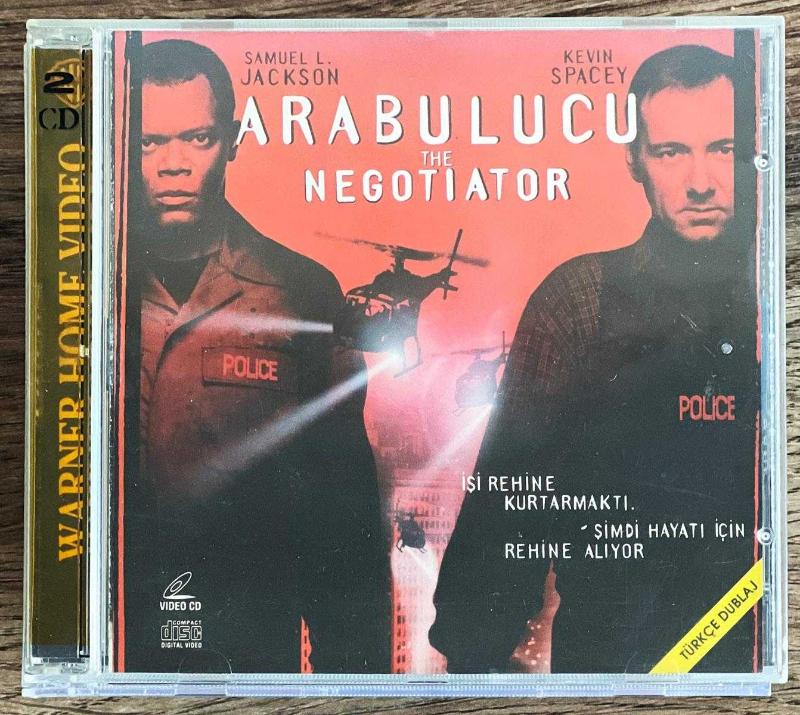 2
CD
WARNER HOME VIDEO
SAMUEL L.
JACKSON
KEVIN
SPACEY
ARABULUCU
THE
NEGOTIATOR
POLICE
POLICE
İŞİ REHİNE
KURTARMAKTI.
ŞİMDİ HAYATI İÇİN
REHİNE ALIYOR
VIDEO CD
COMPACT
disc
DIGITAL VIDEO
TÜRKÇE DUBLAJ